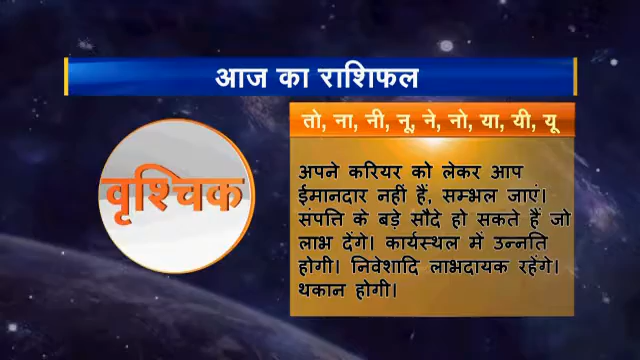 आज का राशिफल
तो, ना, नी, नू, ने, नो, या, यी, यू
वृश्चिक
अपने करियर को लेकर आप
ईमानदार नहीं हैं, सम्भल जाएं।
संपत्ति के बड़े सौदे हो सकते हैं जो
लाभ देंगे। कार्यस्थल में उन्नति
होगी। निवेशादि लाभदायक रहेंगे।
थकान होगी।